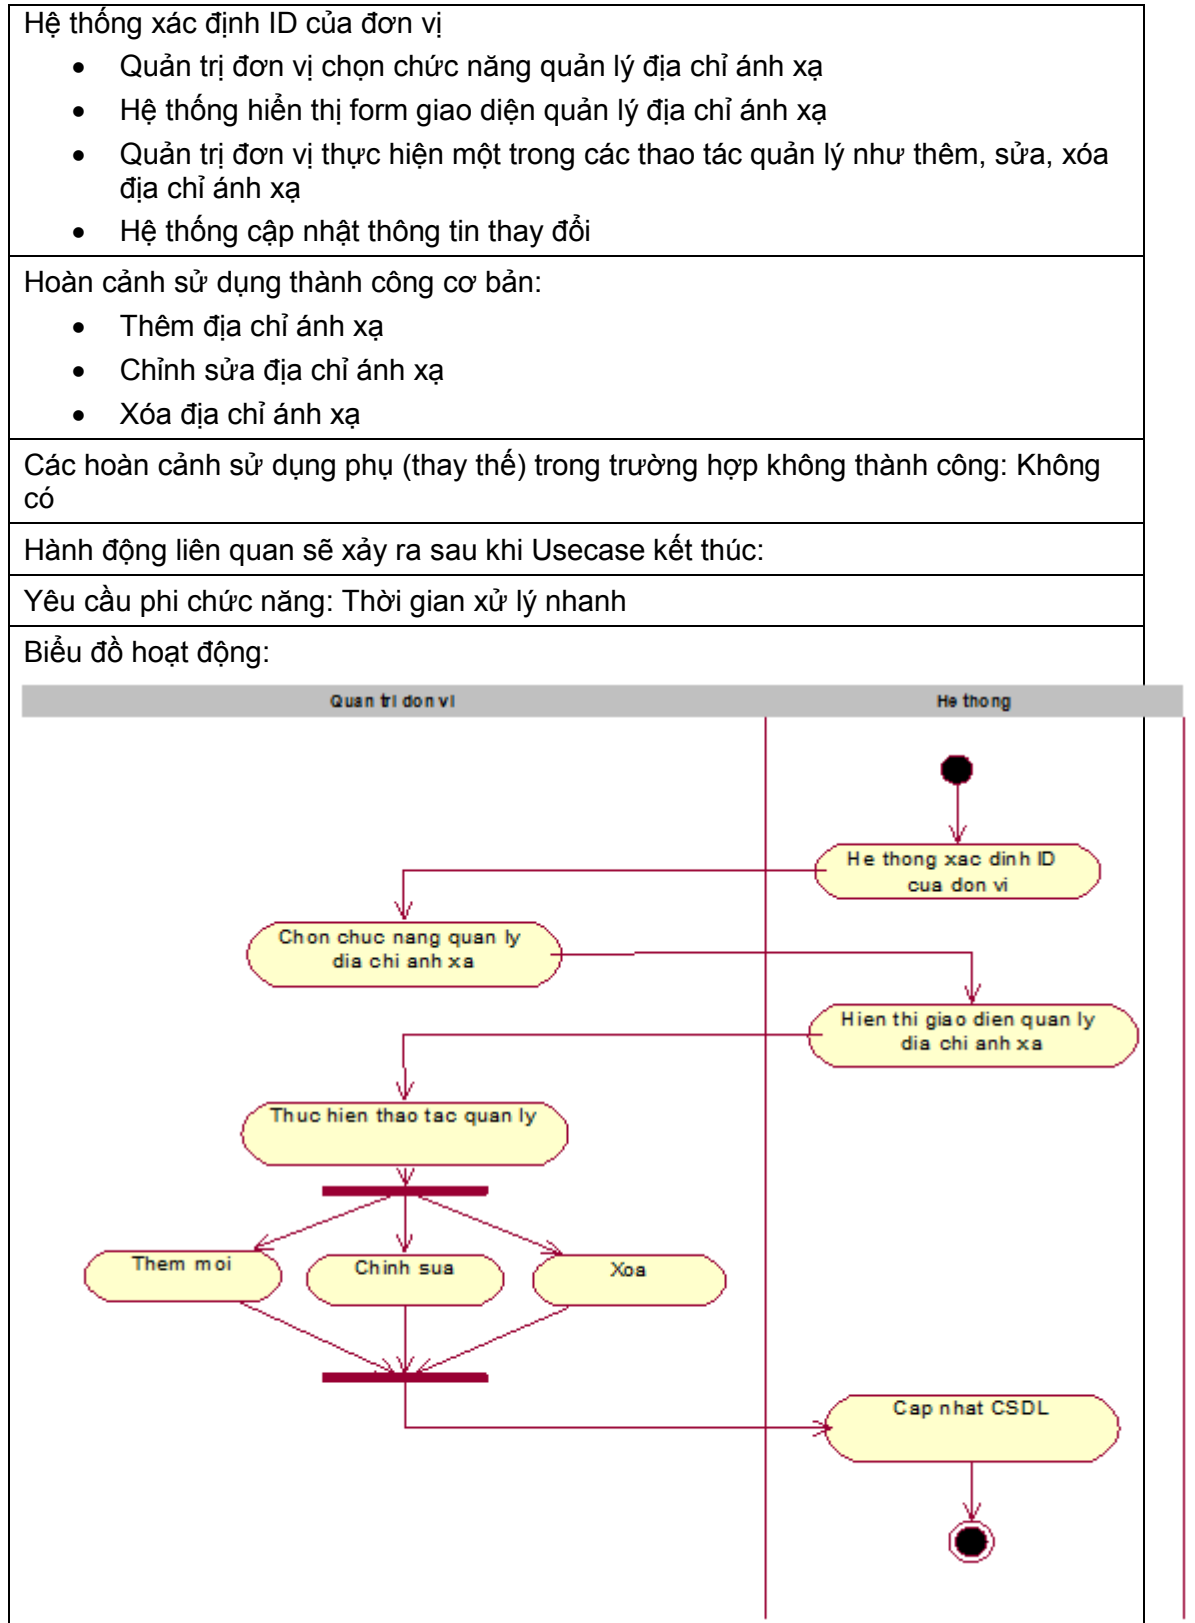 Hệ thống xác định ID của đơn vị
• Quản trị đơn vị chọn chức năng quản lý địa chỉ ánh xạ
• Hệ thống hiển thị form giao diện quản lý địa chỉ ánh xạ
• Quản trị đơn vị thực hiện một trong các thao tác quản lý như thêm, sửa, xóa
địa chỉ ánh xạ
• Hệ thống cập nhật thông tin thay đổi
Hoàn cảnh sử dụng thành công cơ bản:
• Thêm địa chỉ ánh xạ
• Chỉnh sửa địa chỉ ánh xạ
• Xóa địa chỉ ánh xạ
Các hoàn cảnh sử dụng phụ (thay thế) trong trường hợp không thành công: Không
có
Hành động liên quan sẽ xảy ra sau khi Usecase kết thúc:
Yêu cầu phi chức năng: Thời gian xử lý nhanh
Biểu đồ hoạt động:
Quan tri don vi
He thong
He thong xac dinh ID
cua don vi
Chon chuc nang quan ly
dia chi anh xa
Hien thi giao dien quan ly
dia chi anh xa
Thuc hien thao tac quan ly
Them moi
Chinh sua
Xoa
Cap nhat CSDL